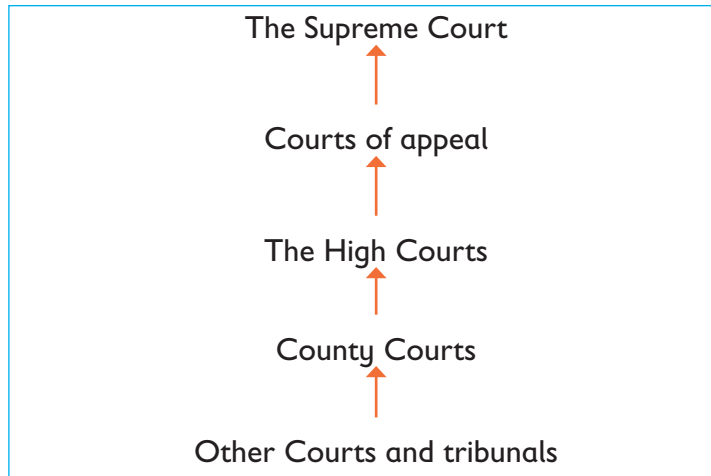 The Supreme Court
Courts of appeal
The High Courts
County Courts
Other Courts and tribunals